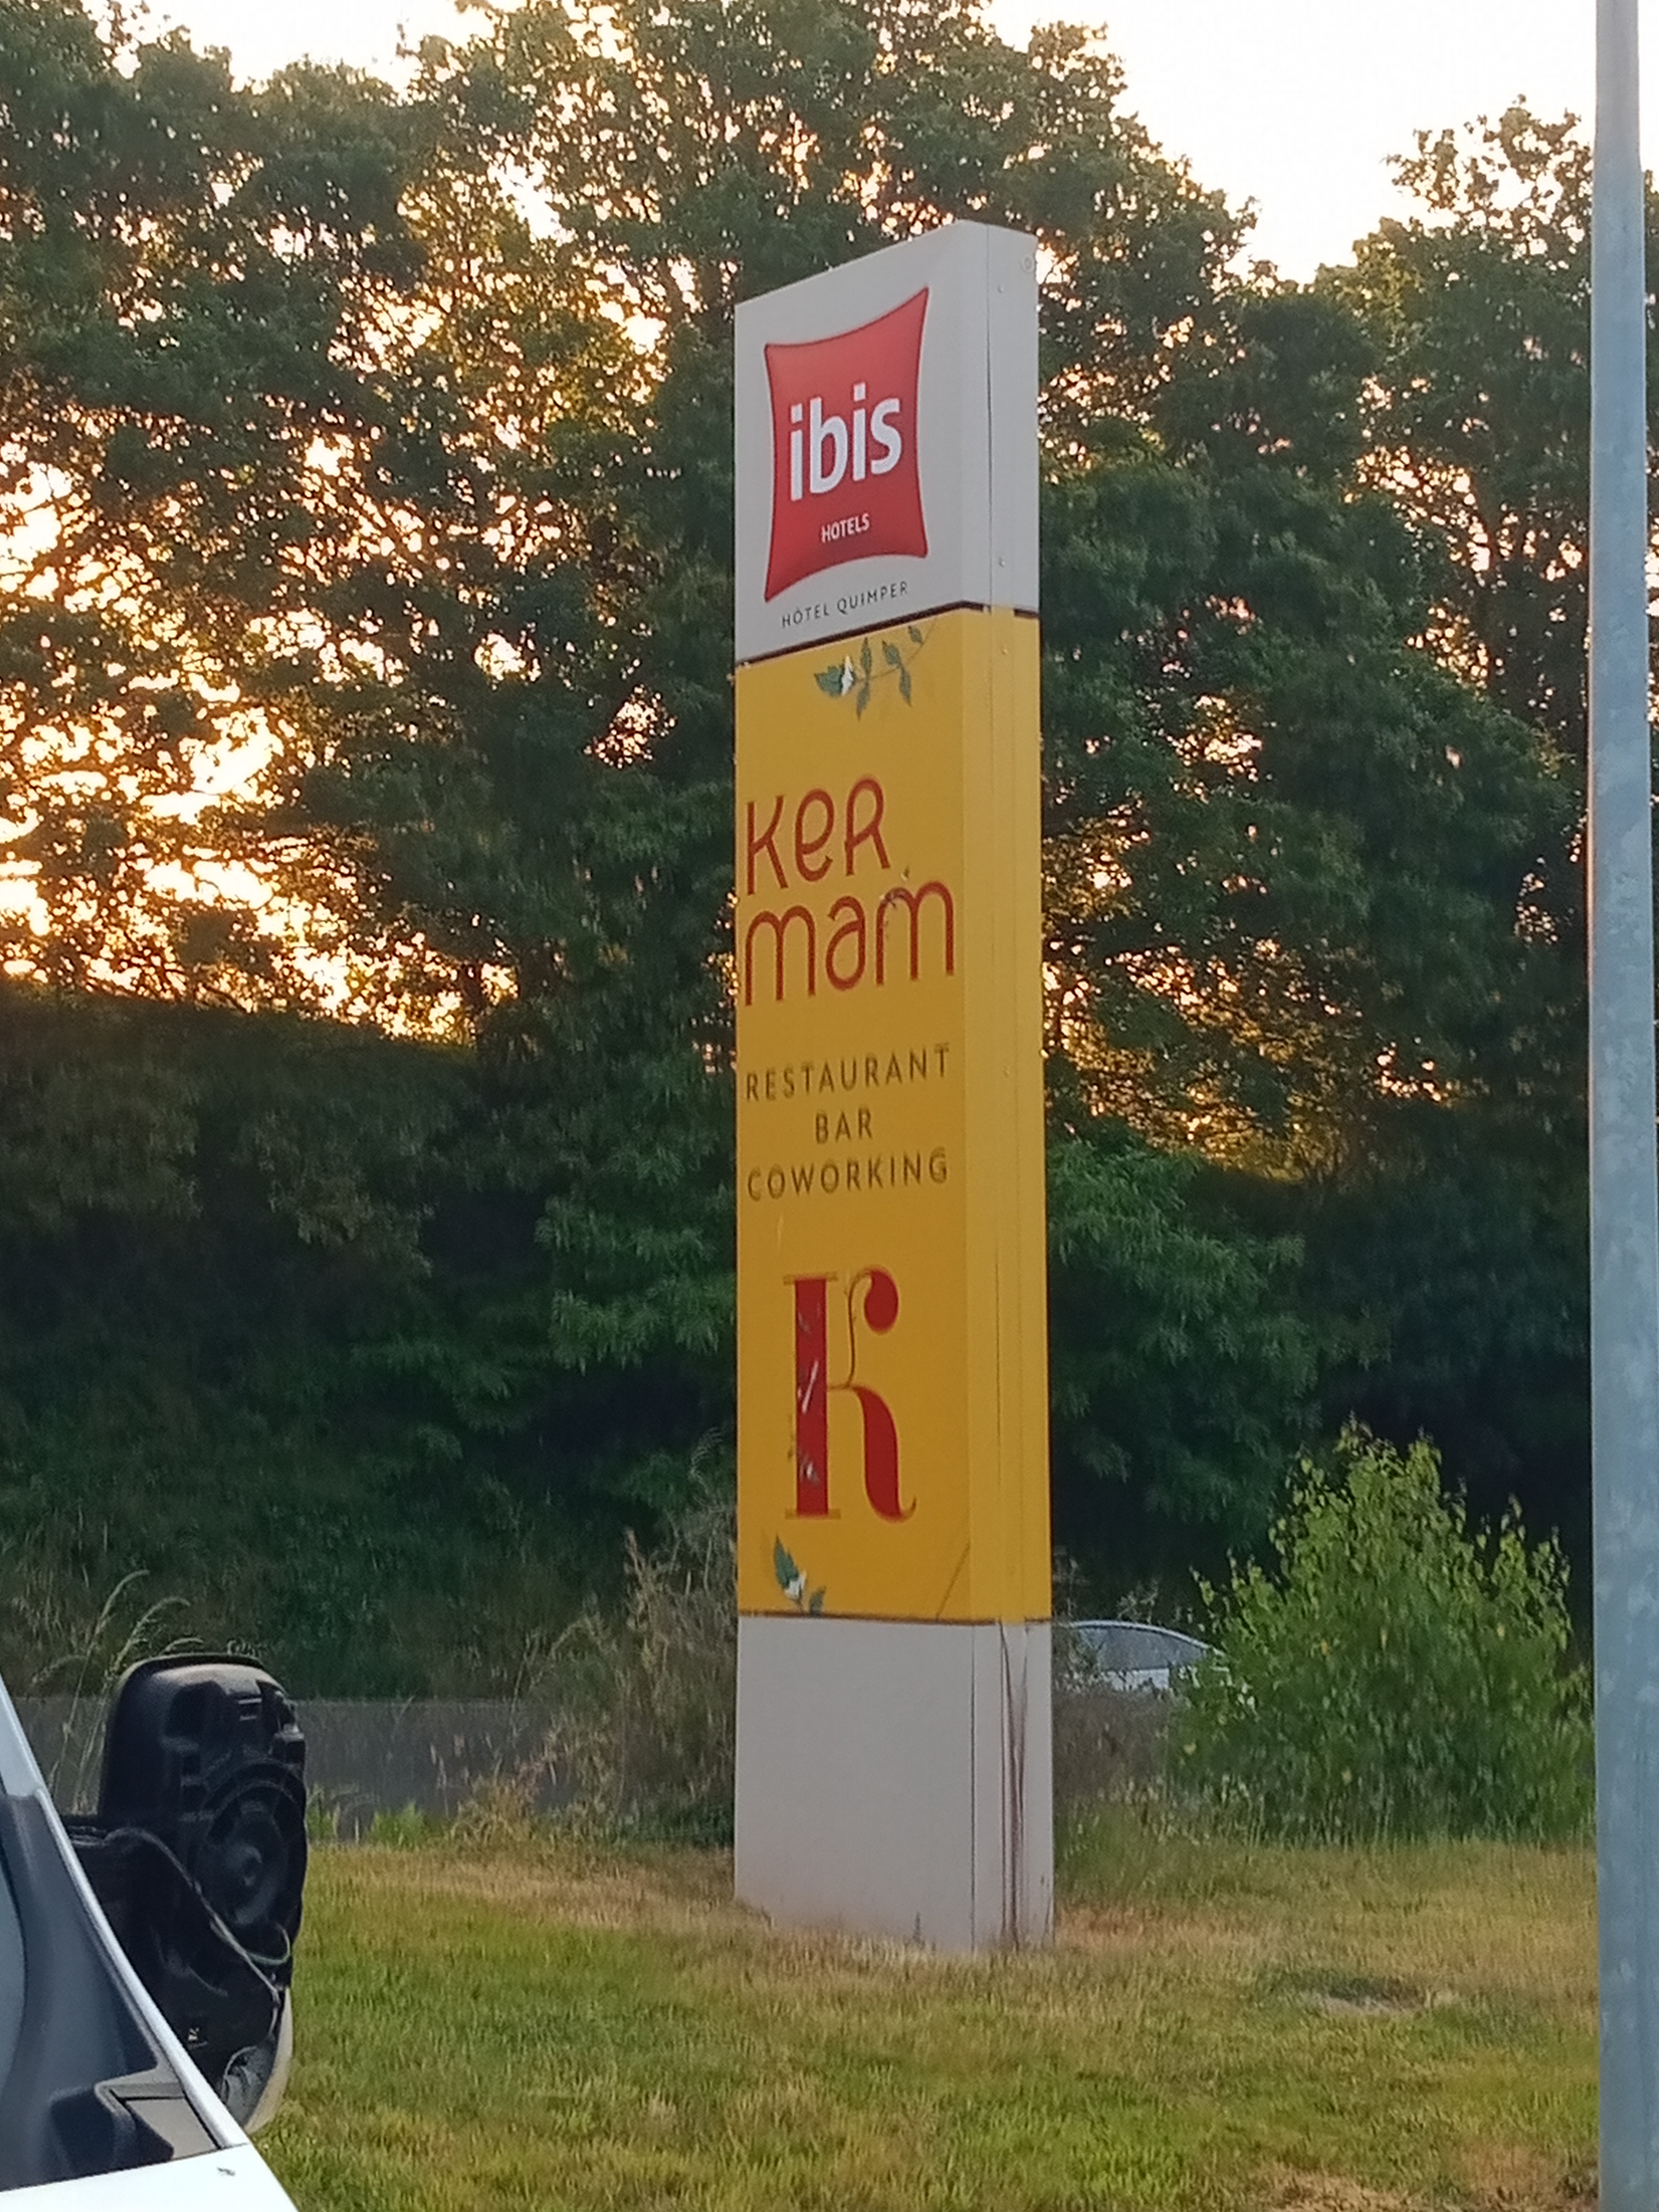 ibis
HOTELS
HÔTEL QUIMPER
Ker
mam
RESTAURANT
BAR
COWORKING
K